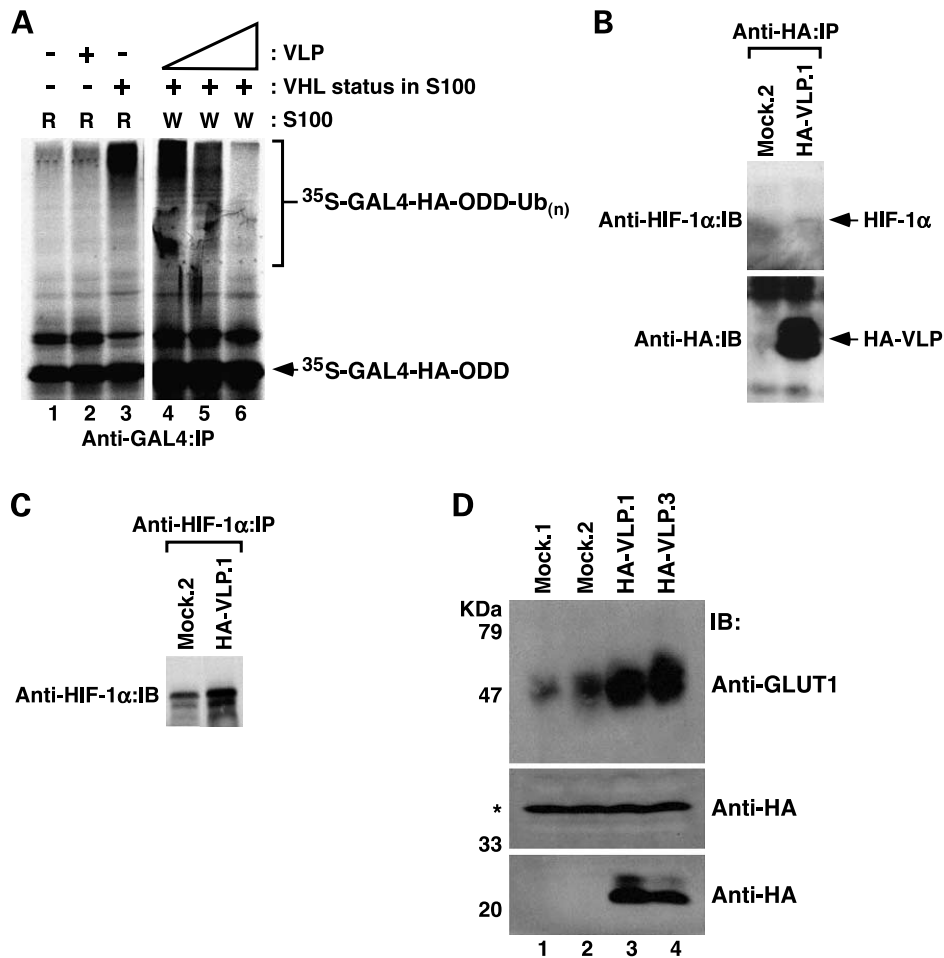 A
- + - : VLP
- - + + + + : VHL status in S100
R R R W W W : S100
35S-GAL4-HA-ODD-Ub(n)
35S-GAL4-HA-ODD
1 2 3 4 5 6
Anti-GAL4:IP
B
Anti-HA:IP
Mock.2
HA-VLP.1
Anti-HIF-1α:IB
HIF-1α
Anti-HA:IB
HA-VLP
C
Anti-HIF-1α:IP
Mock.2
HA-VLP.1
Anti-HIF-1α:IB
D
Mock.1
Mock.2
HA-VLP.1
HA-VLP.3
KDa
IB:
79
47
Anti-GLUT1
*
Anti-HA
33
Anti-HA
20
1 2 3 4